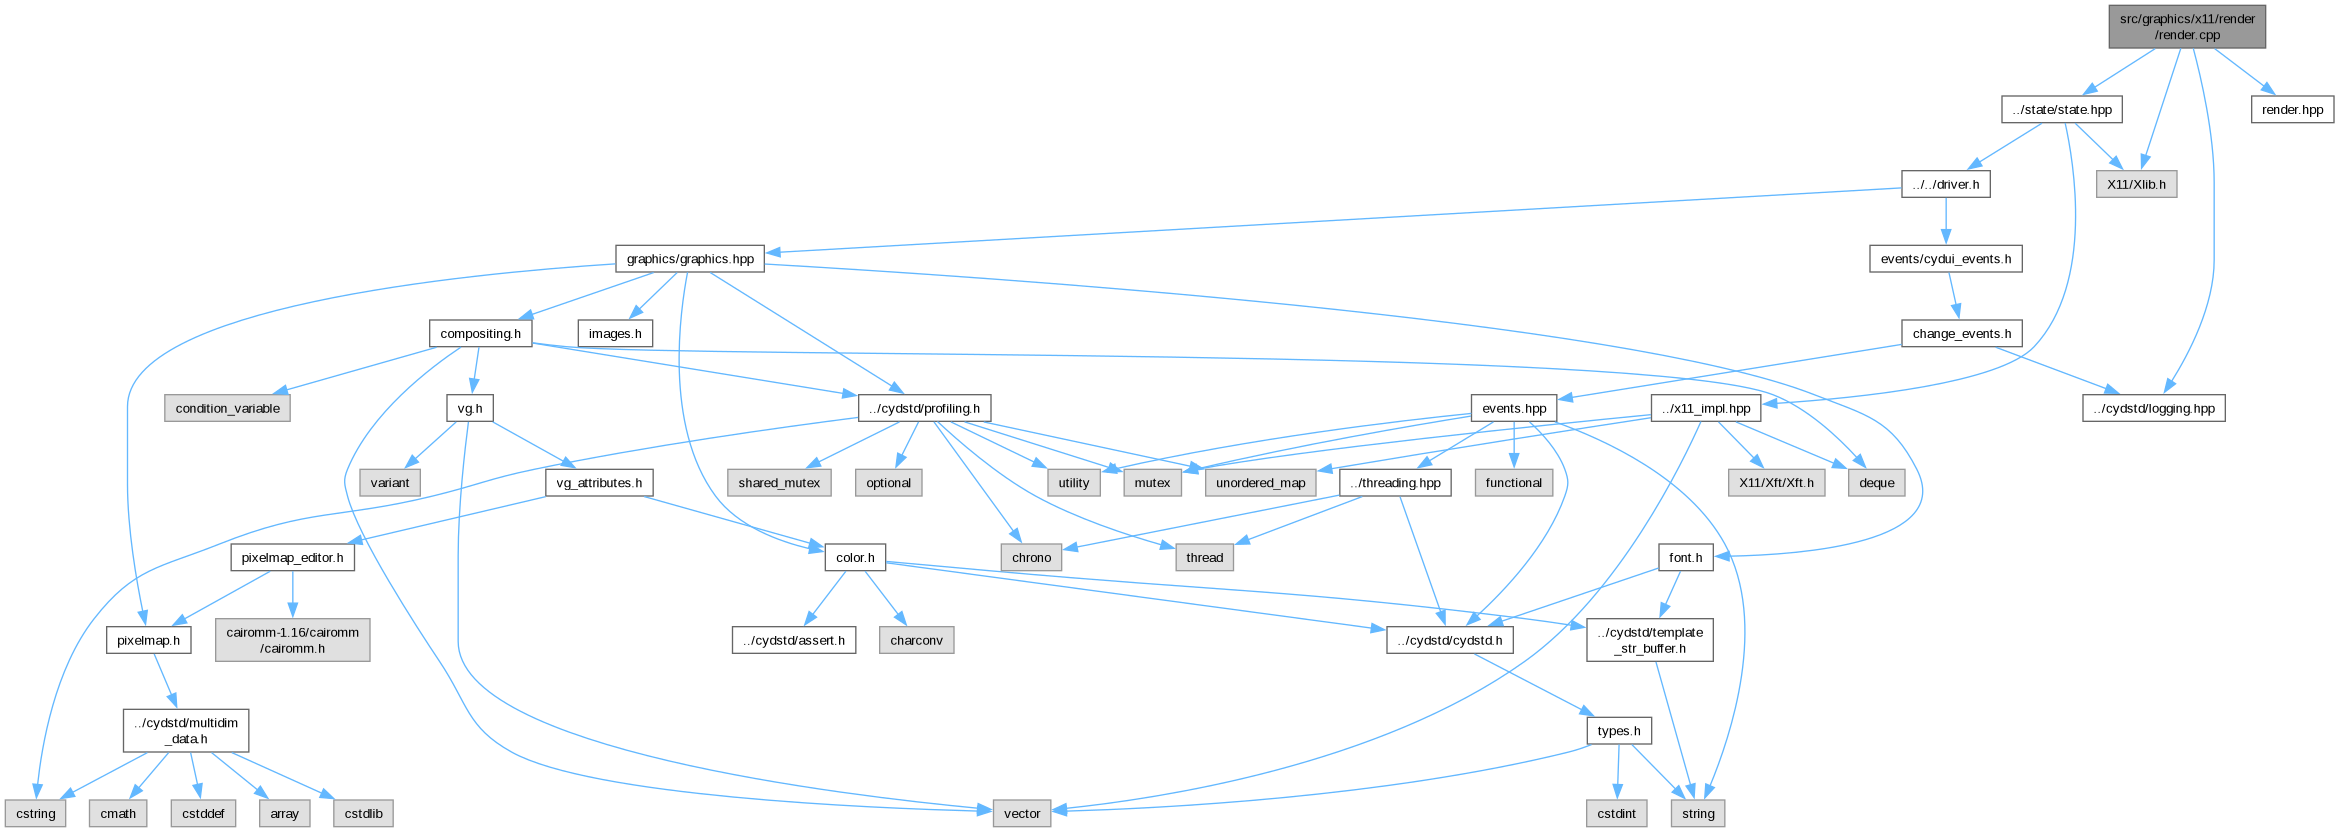 src/graphics/x11/render
/render.cpp
../state/state.hpp
render.hpp
../../driver.h
X11/Xlib.h
graphics/graphics.hpp
events/cydui_events.h
compositing.h
images.h
change_events.h
condition_variable
vg.h
../cydstd/profiling.h
events.hpp
../x11_impl.hpp
../cydstd/logging.hpp
variant
vg_attributes.h
shared_mutex
optional
utility
mutex
unordered_map
../threading.hpp
functional
X11/Xft/Xft.h
deque
pixelmap_editor.h
color.h
chrono
thread
font.h
pixelmap.h
cairomm-1.16/cairomm
/cairomm.h
../cydstd/assert.h
charconv
../cydstd/cydstd.h
../cydstd/template
_str_buffer.h
../cydstd/multidim
_data.h
types.h
cstring
cmath
cstddef
array
cstdlib
vector
cstdint
string